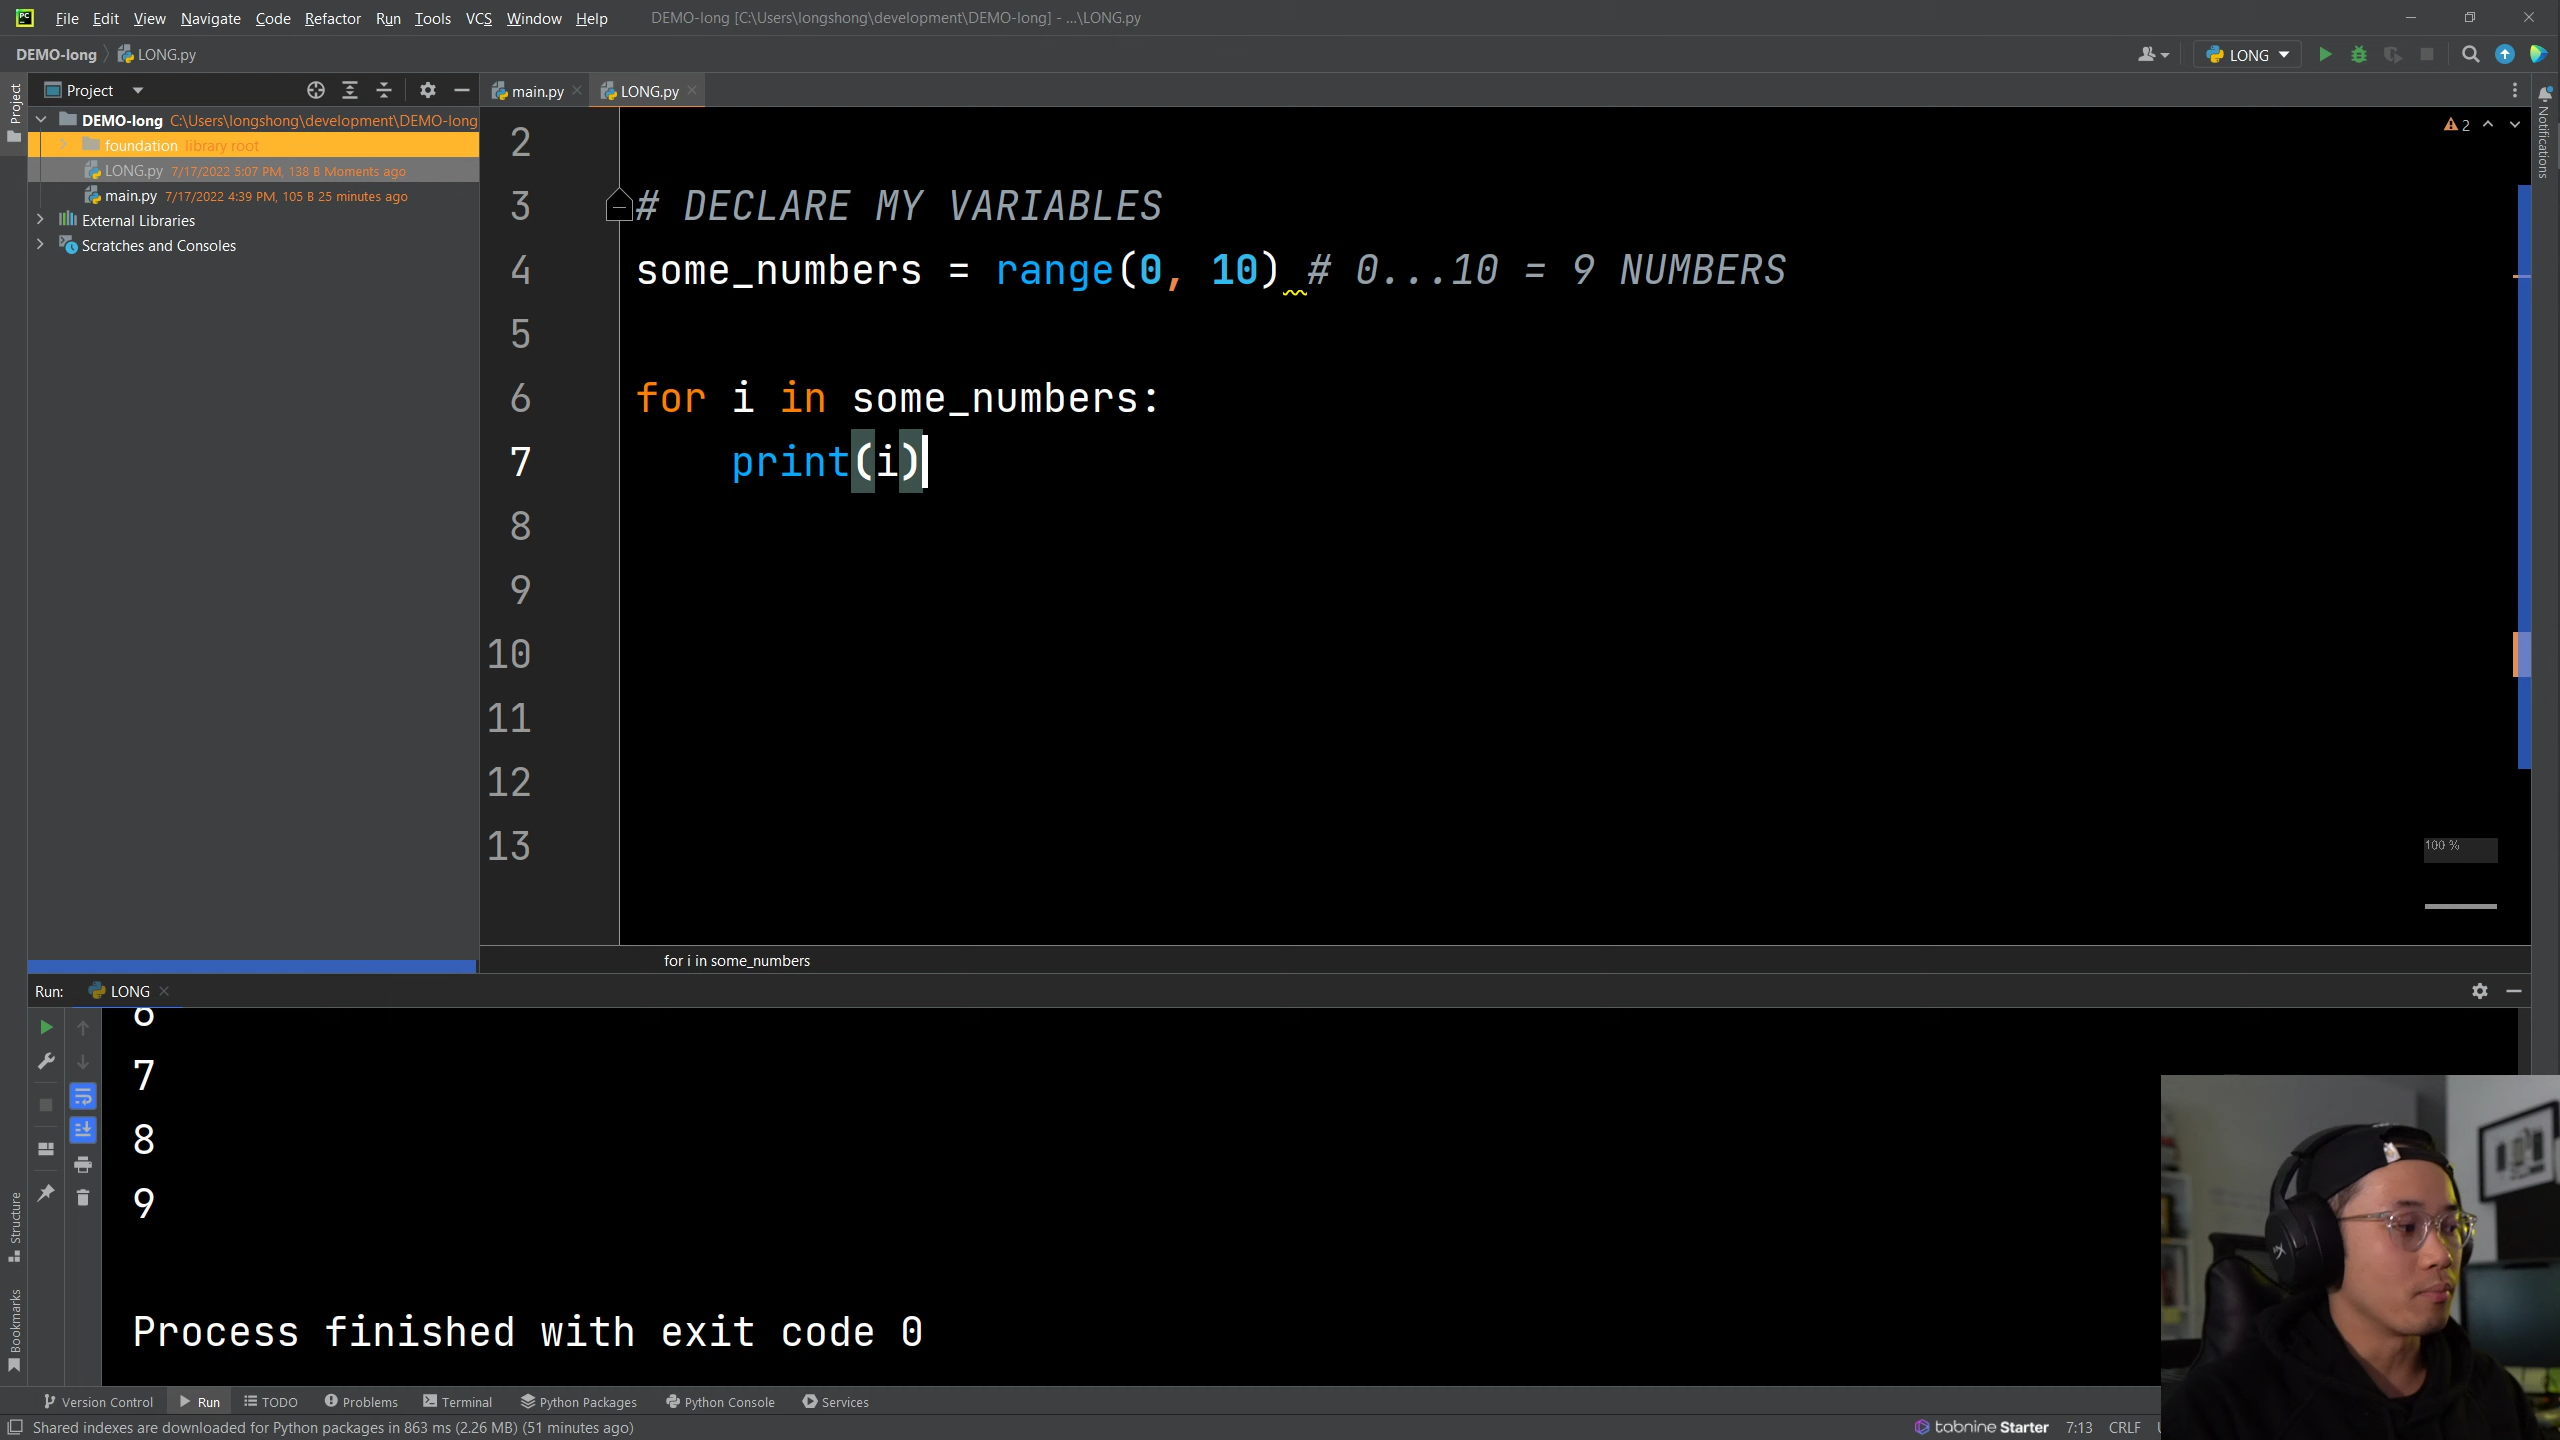 File Edit View Navigate Code Refactor Run Tools VCS Window Help DEMO-long [C:\Users\longshong\development\DEMO-long] - ...\LONG.py
DEMO-long LONG.py
LONG
Project
Project
main.py
LONG.py
DEMO-long C:\Users\longshong\development\DEMO-long
foundation library root
LONG.py 7/17/2022 5:07 PM, 138 B Moments ago
main.py 7/17/2022 4:39 PM, 105 B 25 minutes ago
External Libraries
Scratches and Consoles
2
3 # DECLARE MY VARIABLES
4 some_numbers = range(0, 10) # 0...10 = 9 NUMBERS
5
6 for i in some_numbers:
7 print(i)
8
9
10
11
12
13
2
Notifications
100 %
for i in some_numbers
Run: LONG
7
8
9
Process finished with exit code 0
Structure
Bookmarks
Version Control Run TODO Problems Terminal Python Packages Python Console Services
Shared indexes are downloaded for Python packages in 863 ms (2.26 MB) (51 minutes ago)
tabnine Starter 7:13 CRLF